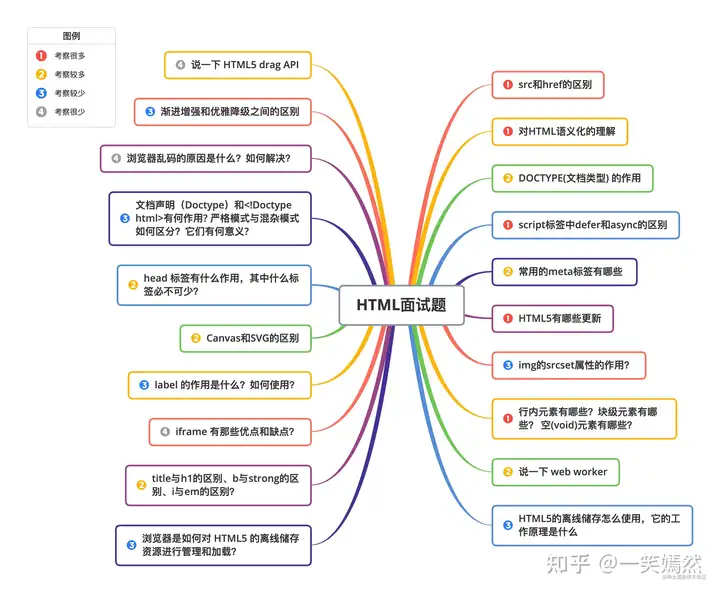 图例
1 考察很多
2 考察较多
3 考察较少
4 考察很少
HTML面试题
1 src和href的区别
1 对HTML语义化的理解
2 DOCTYPE(文档类型) 的作用
1 script标签中defer和async的区别
2 常用的meta标签有哪些
1 HTML5有哪些更新
3 img的srcset属性的作用?
1 行内元素有哪些？块级元素有哪
些？ 空(void)元素有哪些?
2 说一下 web worker
3 HTML5的离线储存怎么使用，它的工
作原理是什么
4 说一下 HTML5 drag API
3 渐进增强和优雅降级之间的区别
4 浏览器乱码的原因是什么？如何解决？
3 文档声明（Doctype）和<!Doctype
html>有何作用? 严格模式与混杂模式
如何区分？它们有何意义?
2 head 标签有什么作用，其中什么标
签必不可少？
2 Canvas和SVG的区别
3 label 的作用是什么？如何使用？
4 iframe 有那些优点和缺点？
2 title与h1的区别、b与strong的区
别、i与em的区别？
3 浏览器是如何对 HTML5 的离线储存
资源进行管理和加载？
知乎 @一笑嫣然
@稀土掘金技术社区